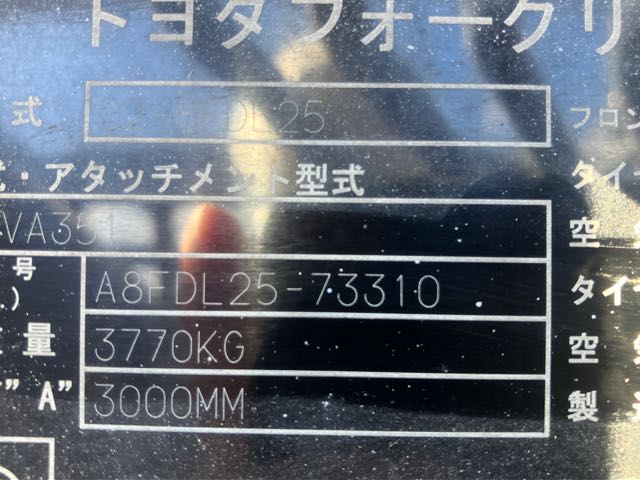 トヨタフォークリ
式 DL25 フロン
・アタッチメント型式 タイ
VA35 空
号 A8FDL25-73310 タイ
.)
量 3770KG 空
" A" 3000MM 製